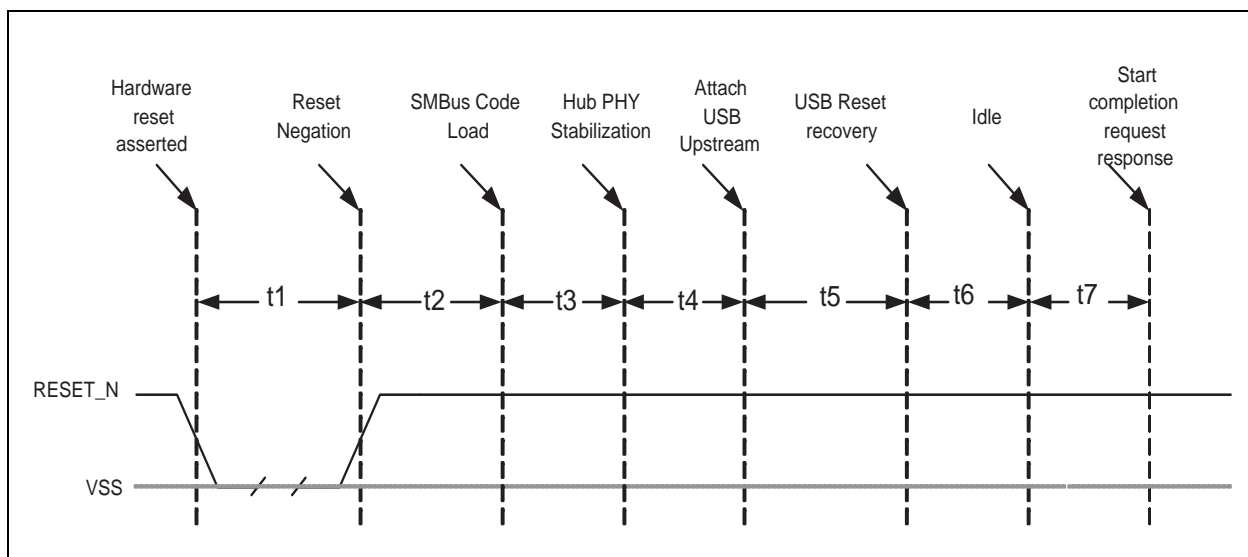 Hardware
reset
asserted
Reset
Negation
SMBus Code
Load
Hub PHY
Stabilization
Attach
USB
Upstream
USB Reset
recovery
Idle
Start
completion
request
response
t1
t2
t3
t4
t5
t6
t7
RESET_N
VSS